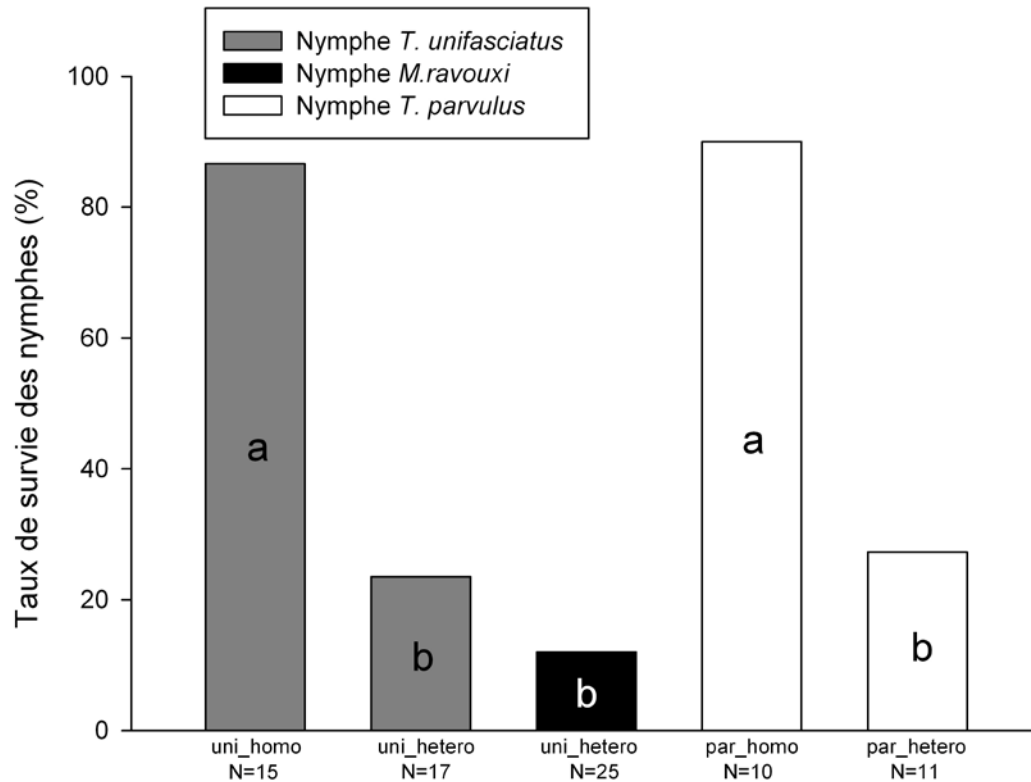 Nymphe T. unifasciatus
Nymphe M.ravouxi
Nymphe T. parvulus
Taux de survie des nymphes (%)
100
80
60
40
20
0
a
b
b
a
b
uni_homo
N=15
uni_hetero
N=17
uni_hetero
N=25
par_homo
N=10
par_hetero
N=11